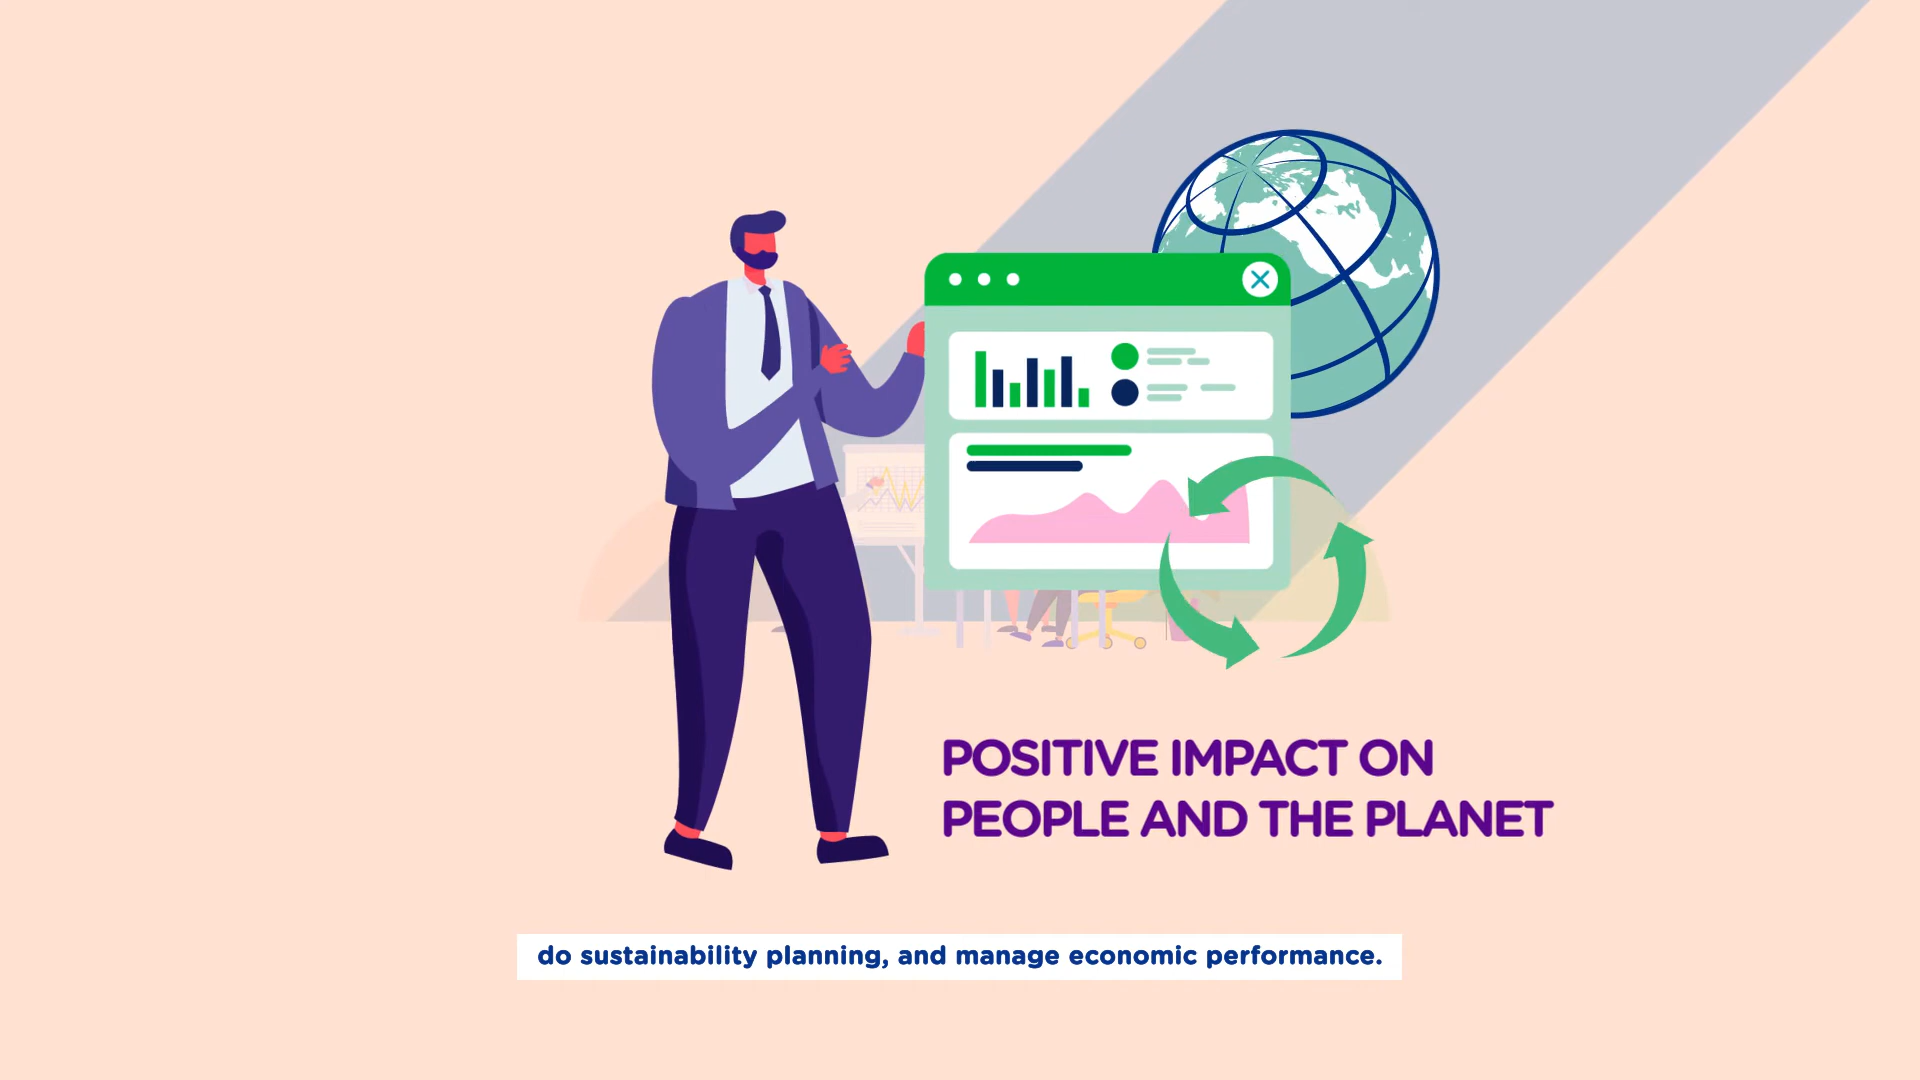 POSITIVE IMPACT ON
PEOPLE AND THE PLANET
do sustainability planning, and manage economic performance.